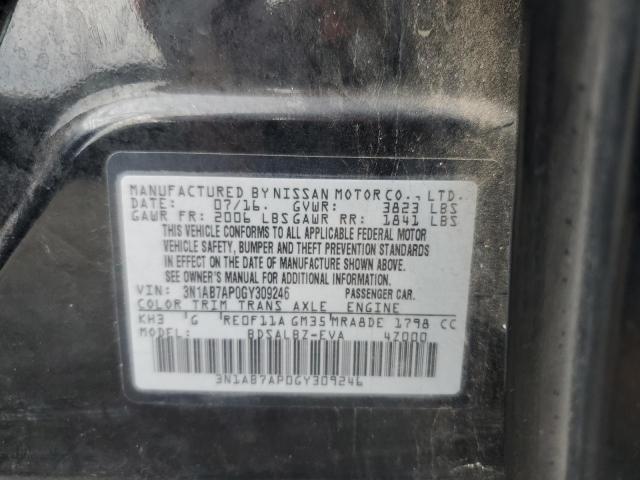 MANUFACTURED BY NISSAN MOTOR CO., LTD.
DATE: 07/16. GVWR: 3823 LBS
GAWR FR: 2006 LBS GAWR RR: 1841 LBS
THIS VEHICLE CONFORMS TO ALL APPLICABLE FEDERAL MOTOR
VEHICLE SAFETY, BUMPER AND THEFT PREVENTION STANDARDS
IN EFFECT ON THE DATE OF MANUFACTURE SHOWN ABOVE.
SEE OWNER'S MANUAL FOR ADDITIONAL INFORMATION.
VIN: 3N1AB7AP0GY309246 PASSENGER CAR.
COLOR TRIM TRANS AXLE ENGINE
KH3 'G 'RE0F11A GM35'MRA8DE 1798 CC
MODEL: BDSALBZ-EVA 47000
3N1AB7AP0GY309246